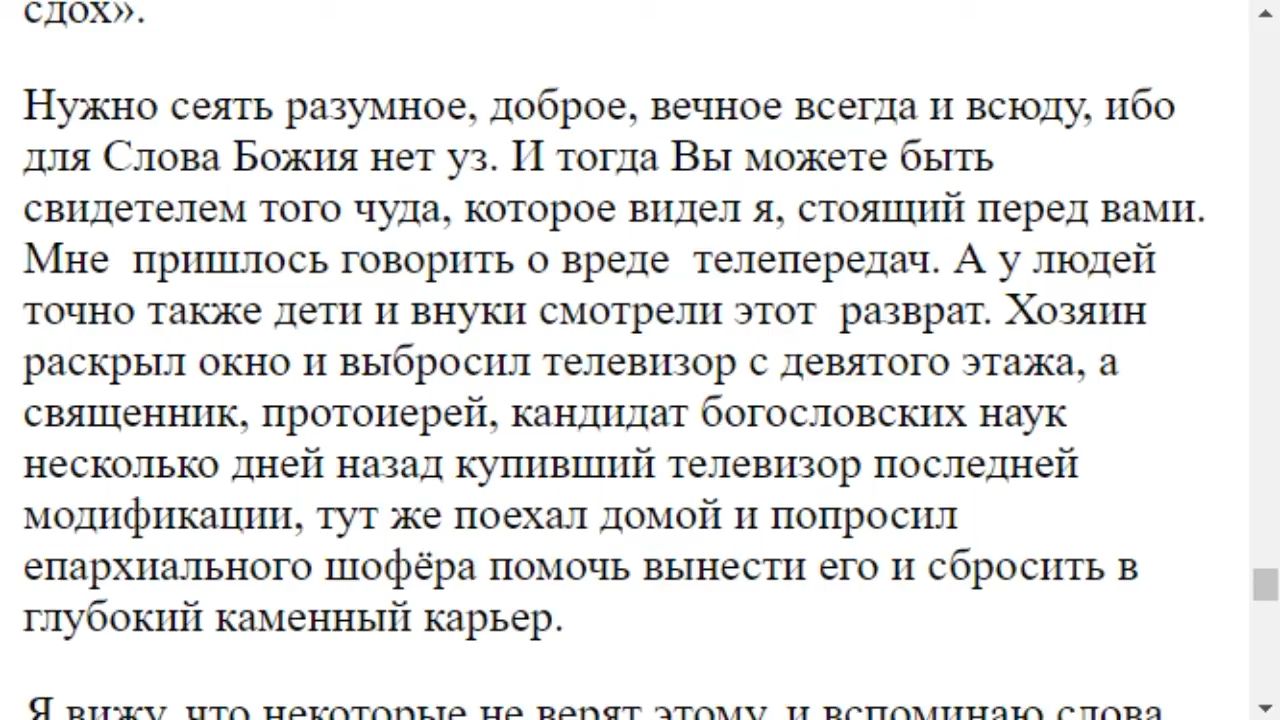 сдох».
Нужно сеять разумное, доброе, вечное всегда и всюду, ибо
для Слова Божия нет уз. И тогда Вы можете быть
свидетелем того чуда, которое видел я, стоящий перед вами.
Мне  пришлось говорить о вреде  телепередач. А у людей
точно также дети и внуки смотрели этот  разврат. Хозяин
раскрыл окно и выбросил телевизор с девятого этажа, а
священник, протоиерей, кандидат богословских наук
несколько дней назад купивший телевизор последней
модификации, тут же поехал домой и попросил
епархиального шофёра помочь вынести его и сбросить в
глубокий каменный карьер.
Я вижу, что некоторые не верят этому, и вспоминаю слова